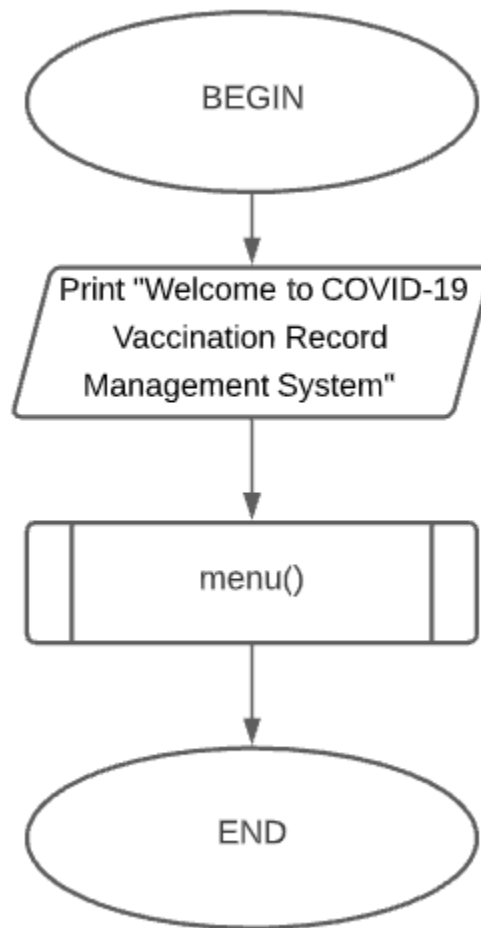 BEGIN
Print "Welcome to COVID-19
Vaccination Record
Management System"
menu()
END